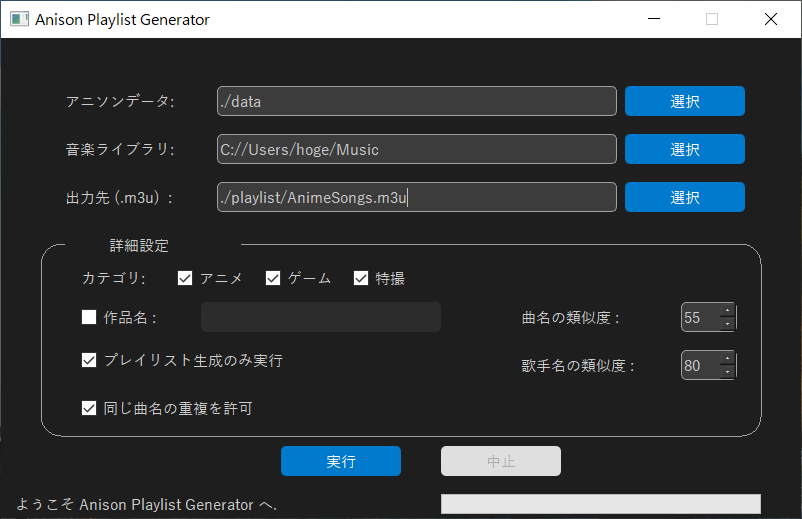 Anison Playlist Generator
アニソンデータ: ./data 選択
音楽ライブラリ: C://Users/hoge/Music 選択
出力先 (.m3u) : ./playlist/AnimeSongs.m3u 選択
詳細設定
カテゴリ: アニメ ゲーム 特撮
作品名 : 曲名の類似度 : 55
プレイリスト生成のみ実行 歌手名の類似度 : 80
同じ曲名の重複を許可
実行 中止
ようこそ Anison Playlist Generator へ.